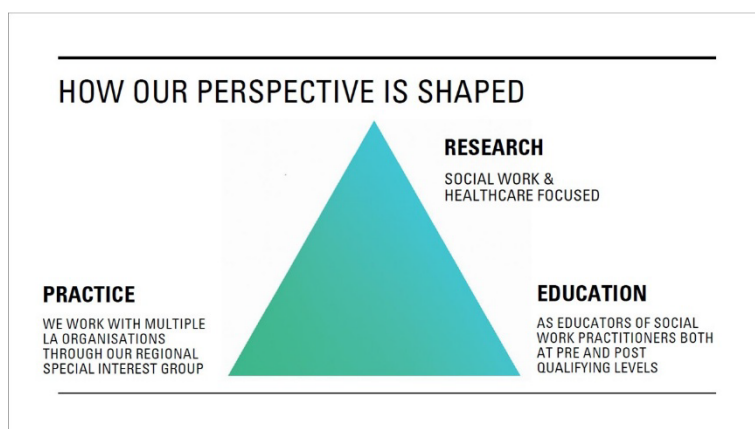 HOW OUR PERSPECTIVE IS SHAPED
RESEARCH
SOCIAL WORK &
HEALTHCARE FOCUSED
PRACTICE
WE WORK WITH MULTIPLE
LA ORGANISATIONS
THROUGH OUR REGIONAL
SPECIAL INTEREST GROUP
EDUCATION
AS EDUCATORS OF SOCIAL
WORK PRACTITIONERS BOTH
AT PRE AND POST
QUALIFYING LEVELS